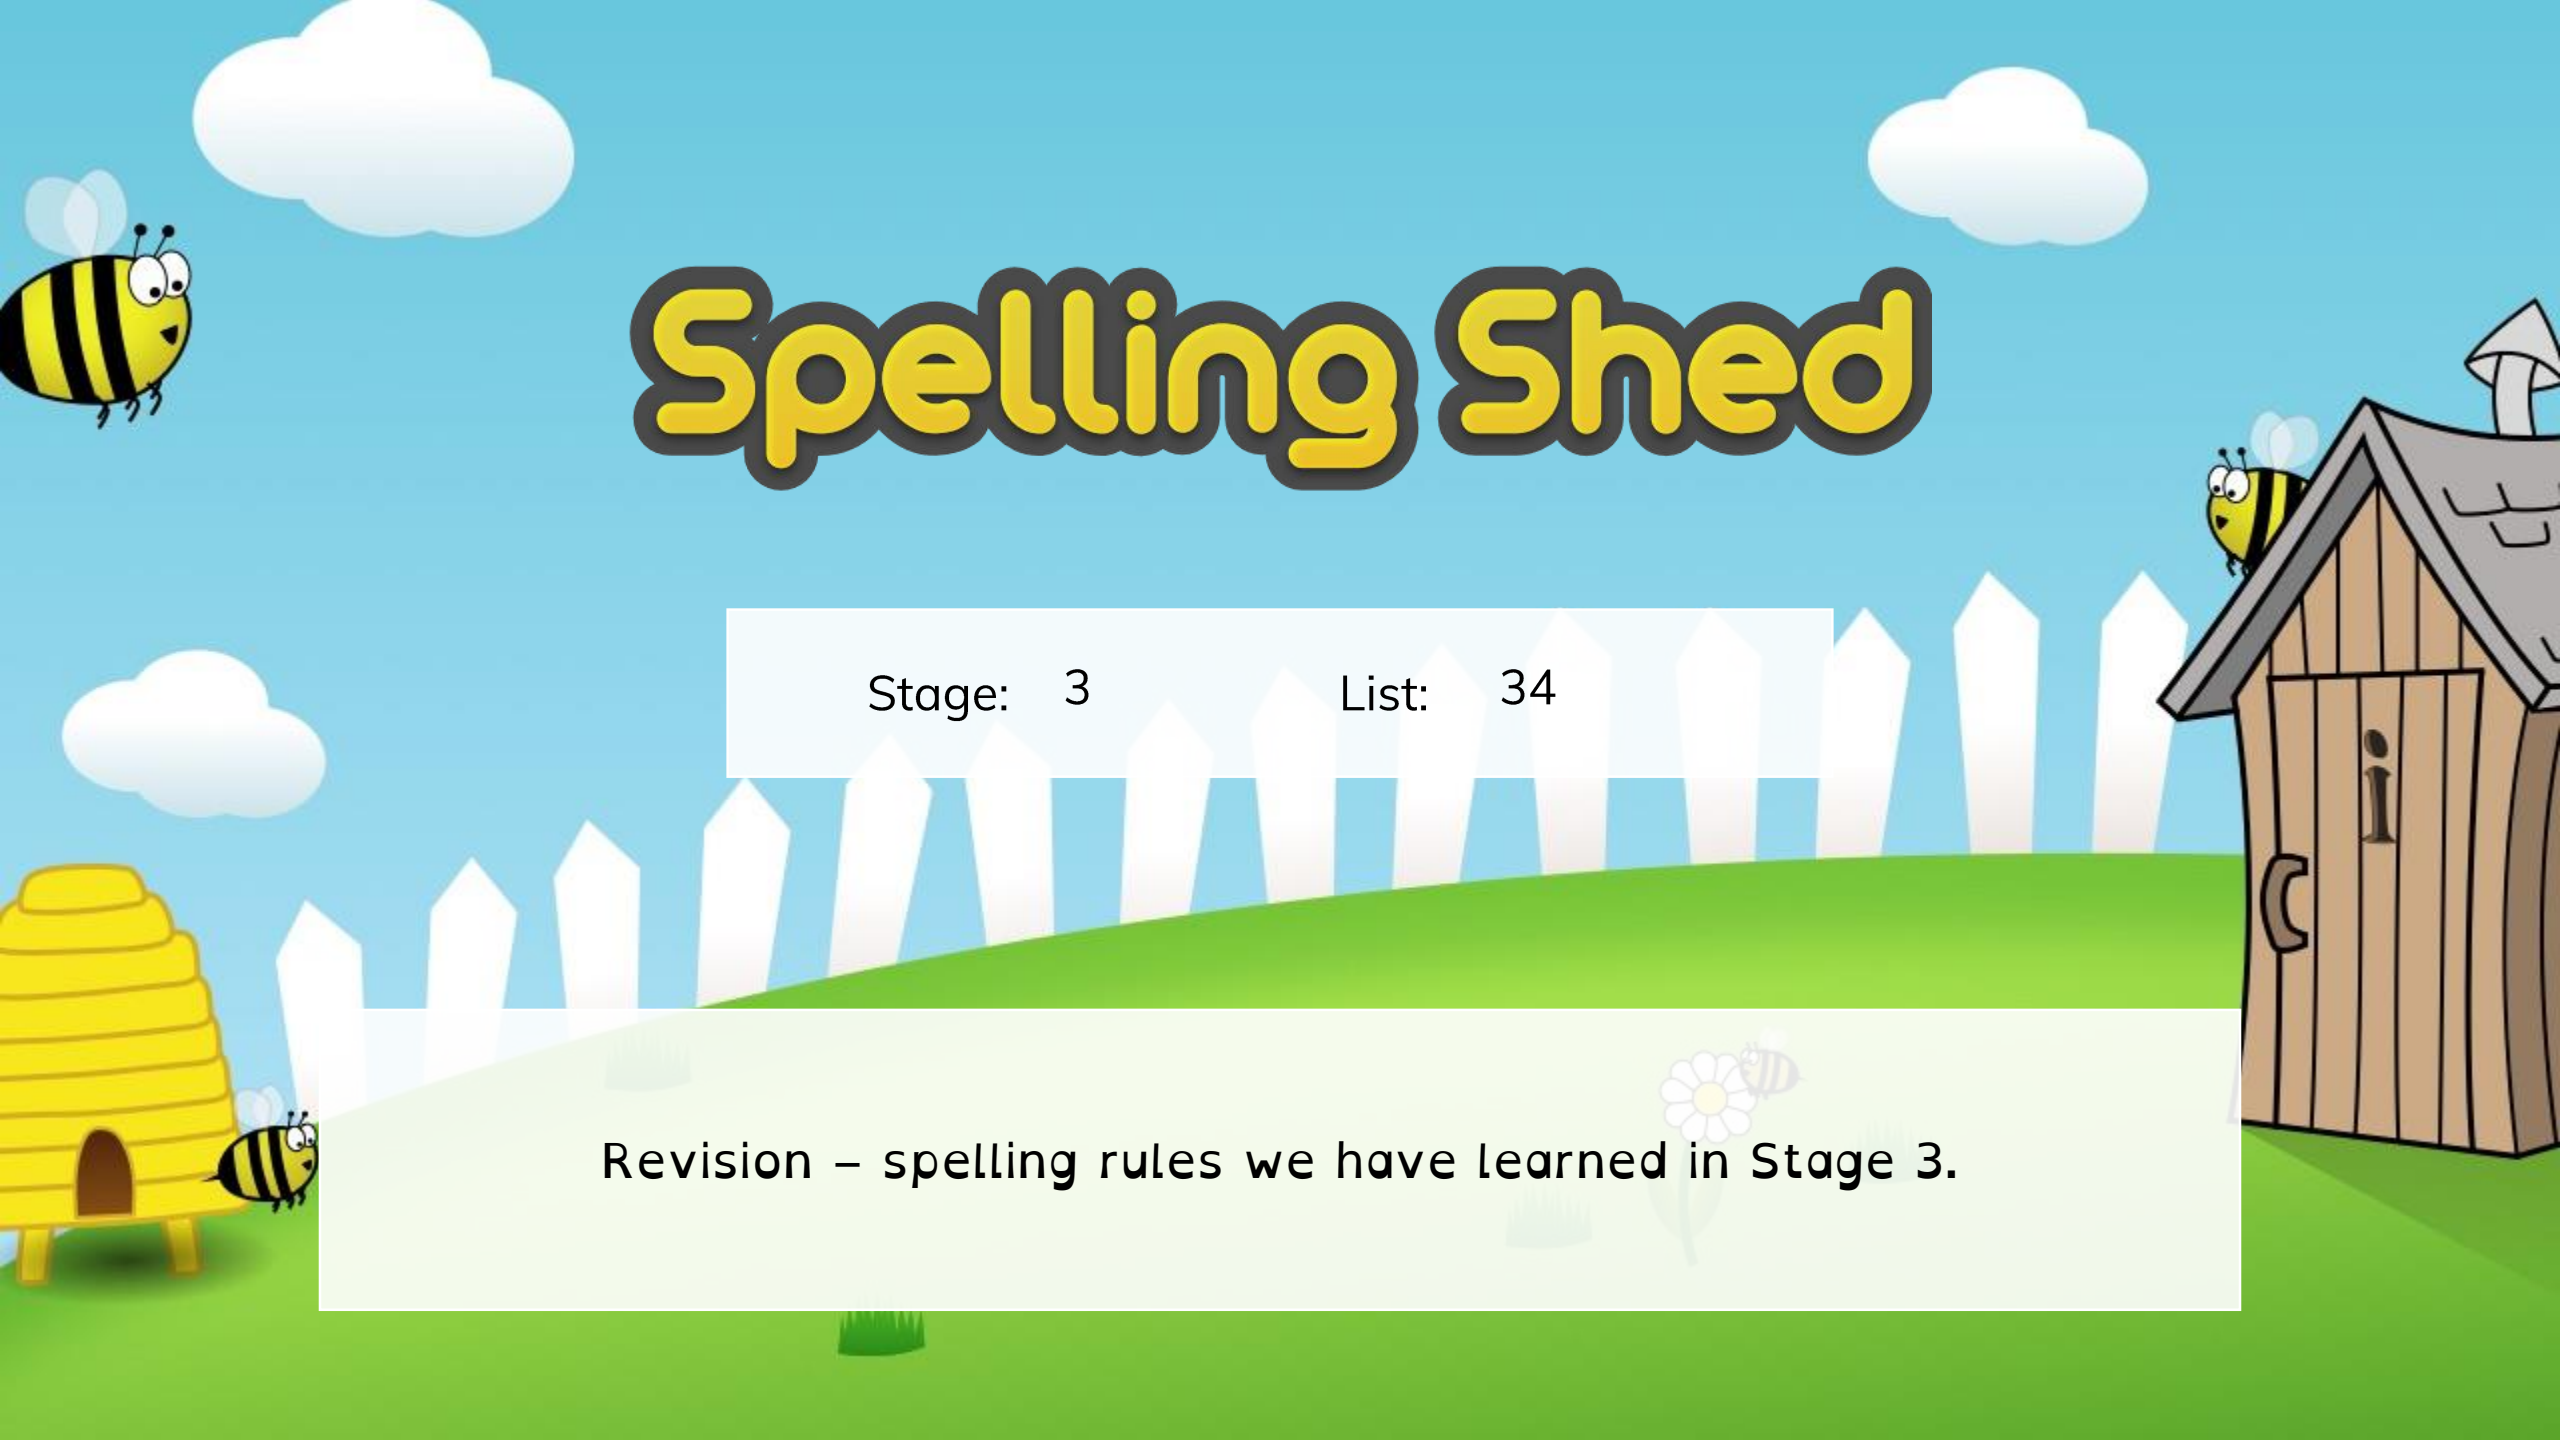 Spelling Shed
Stage: 3 List: 34
i
Revision – spelling rules we have learned in Stage 3.